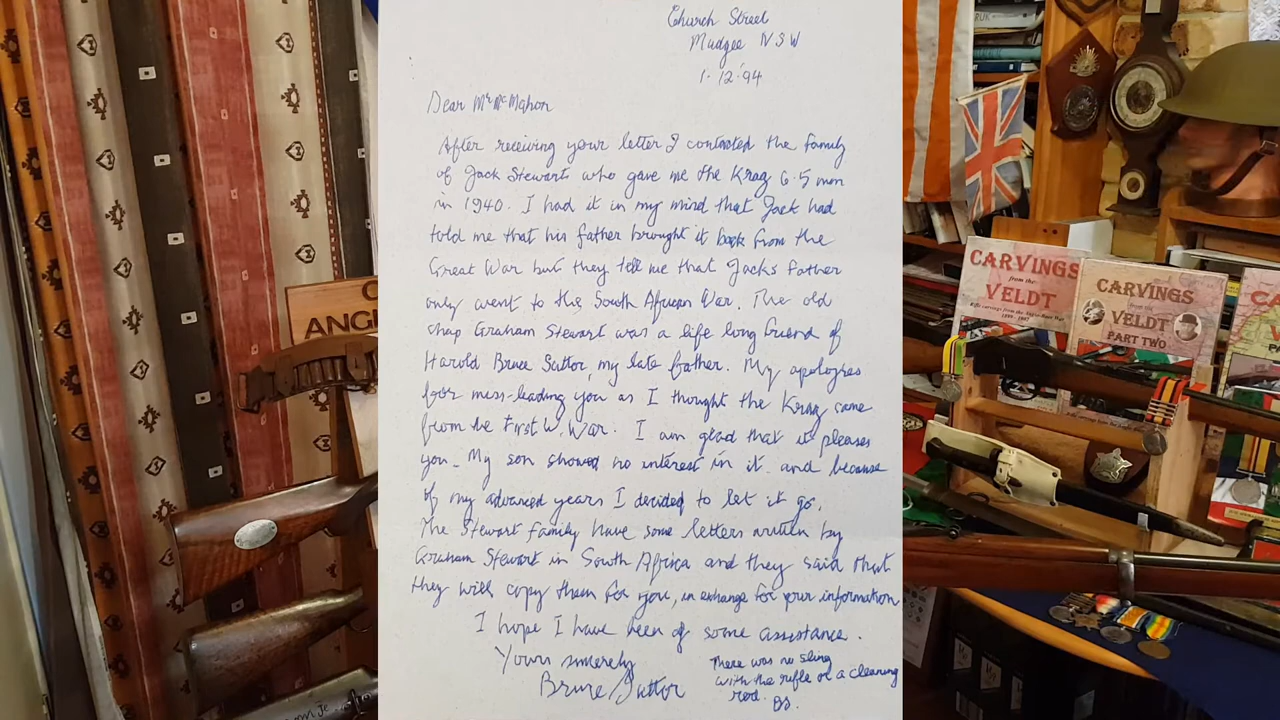 Church Street
Mudgee NSW
1.12.'94
Dear Mr McMahon
After receiving your letter I contacted the family
of Jack Stewart who gave me the Krag 6.5 mm
in 1940. I had it in my mind that Jack had
told me that his father brought it back from the
Great War but they tell me that Jacks father
only went to the South African War. The old
chap Graham Stewart was a life long friend of
Harold Bruce Suttor, my late father. My apologies
for miss-leading you as I thought the Krag came
from the First W. War. I am glad that it pleases
you. My son showed no interest in it and because
of my advanced years I decided to let it go.
The Stewart family have some letters written by
Graham Stewart in South Africa and they said that
they will copy them for you, in exchange for your information
I hope I have been of some assistance.
Yours sincerely
Bruce Suttor
There was no sling
with the rifle or a cleaning
rod. BS.
ANGL
CARVINGS
from the
VELDT
CARVINGS
from the
VELDT
PART TWO
CA